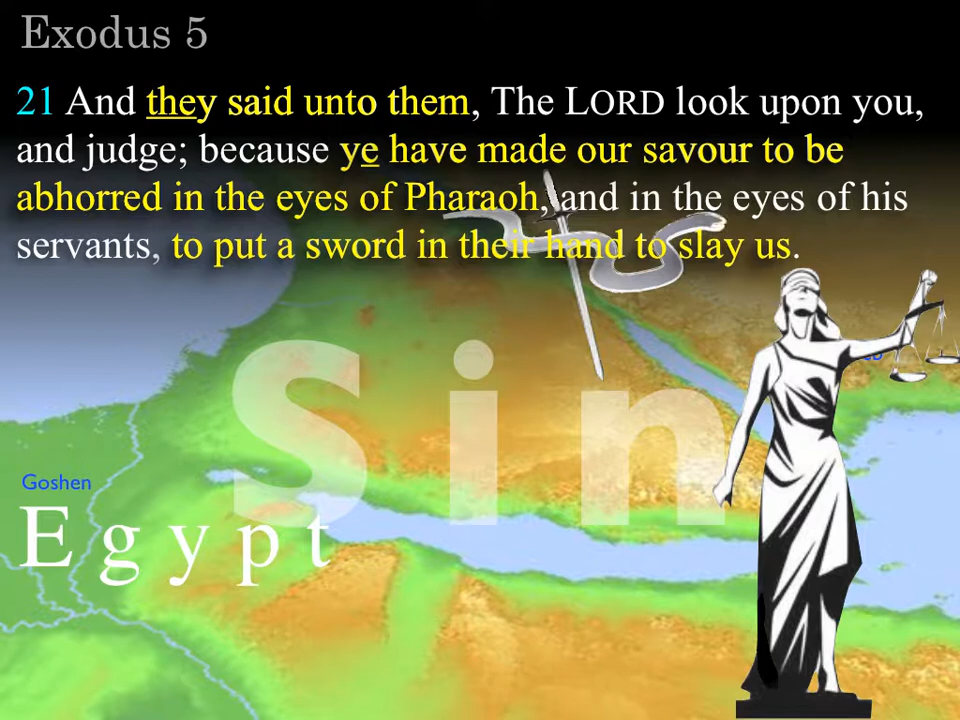 Exodus 5
21 And they said unto them, The LORD look upon you,
and judge; because ye have made our savour to be
abhorred in the eyes of Pharaoh, and in the eyes of his
servants, to put a sword in their hand to slay us.
Sin
Goshen
Egypt